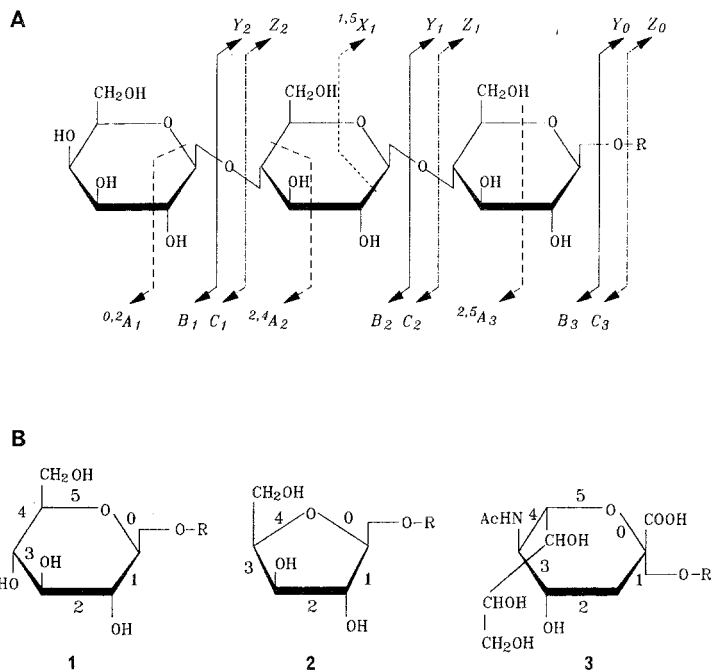 A
Y2 Z2 1,5X1 Y1 Z1 Y0 Z0
CH2OH CH2OH CH2OH
HO O O O
O O O–R
OH OH OH
OH OH OH
0,2A1 B1 C1 2,4A2 B2 C2 2,5A3 B3 C3
B
CH2OH CH2OH
5 O 5 O
4 0 O–R 4 O 0 O–R AcHN 4 0 COOH
3 OH 3 OH CHOH
HO 1 1 3 1 O–R
2 2 CHOH 2
OH OH OH
CH2OH
1 2 3